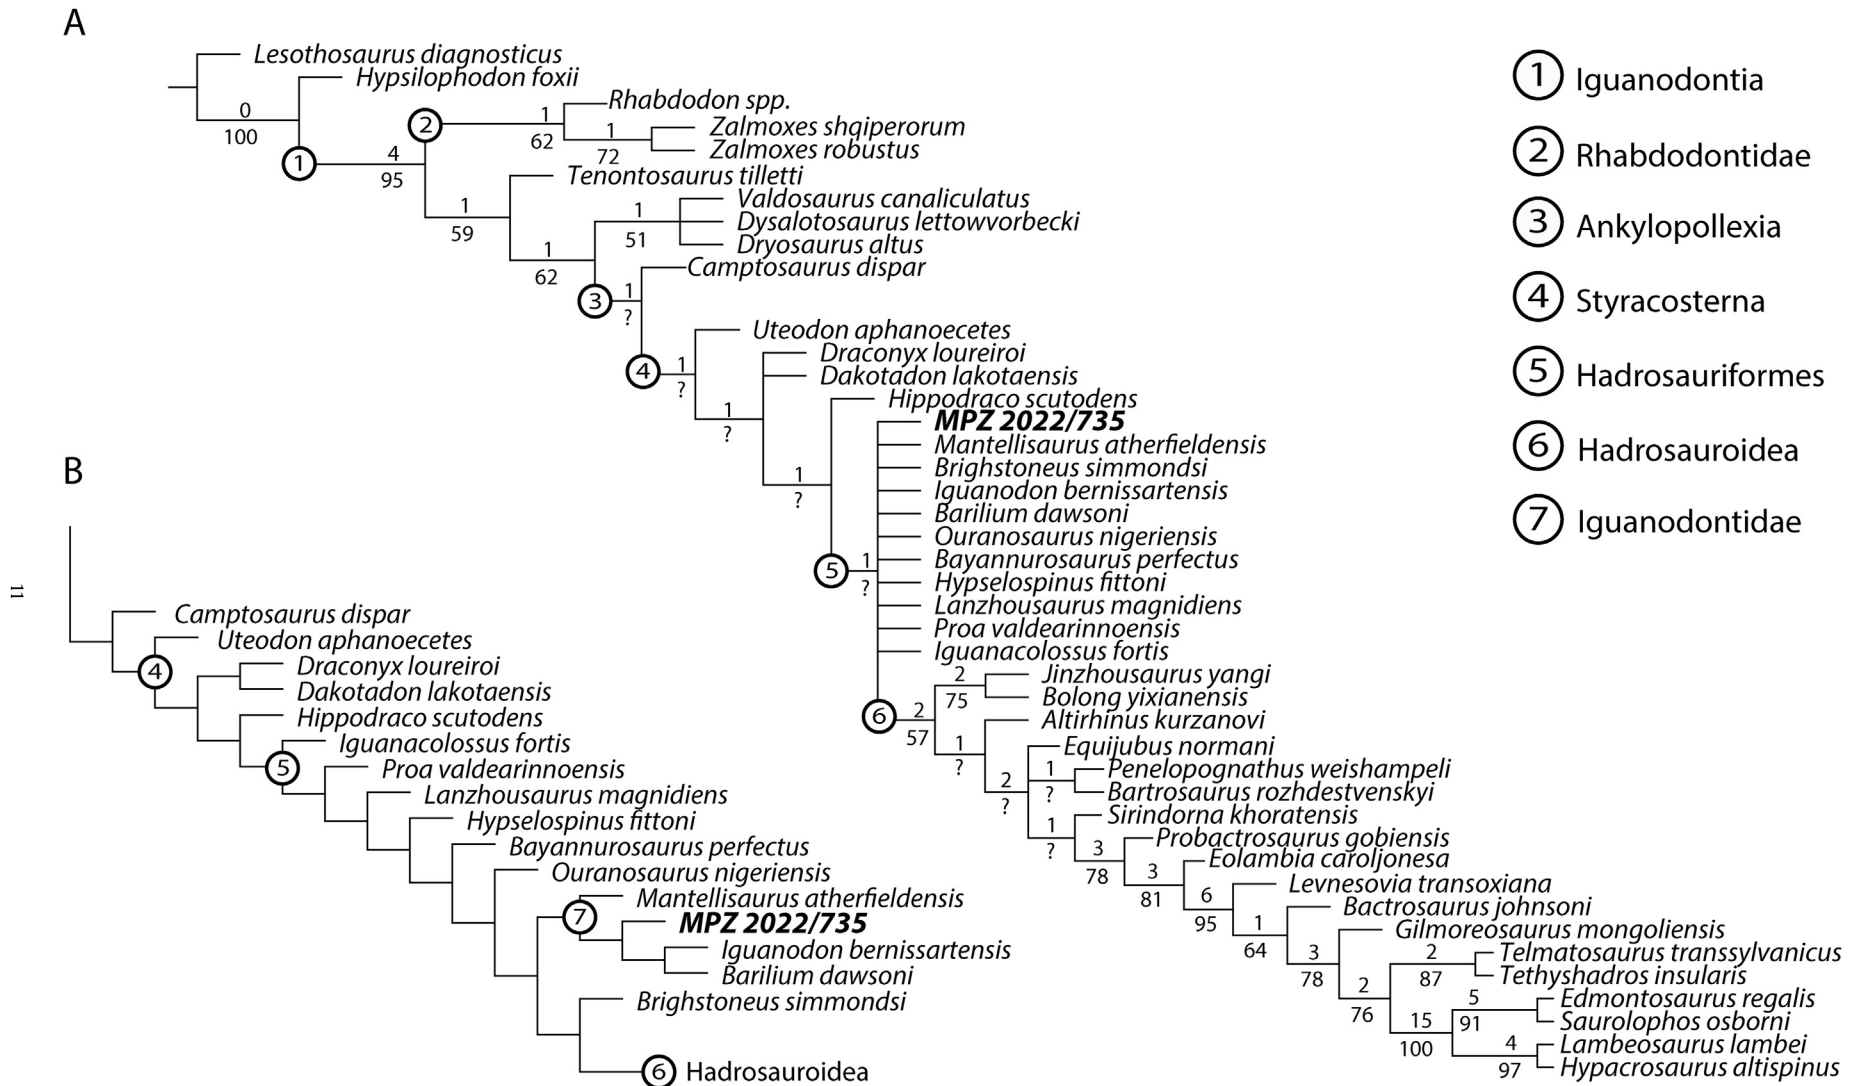 A
Lesothosaurus diagnosticus
Hypsilophodon foxii
0
100
1
4
95
2
1
62
Rhabdodon spp.
1
72
Zalmoxes shqiperorum
Zalmoxes robustus
1
59
Tenontosaurus tilletti
1
62
1
51
Valdosaurus canaliculatus
Dysalotosaurus lettowvorbecki
Dryosaurus altus
3
1
?
Camptosaurus dispar
4
1
?
Uteodon aphanoecetes
1
?
Draconyx loureiroi
Dakotadon lakotaensis
1
?
Hippodraco scutodens
5
1
?
MPZ 2022/735
Mantellisaurus atherfieldensis
Brighstoneus simmondsi
Iguanodon bernissartensis
Barilium dawsoni
Ouranosaurus nigeriensis
Bayannurosaurus perfectus
Hypselospinus fittoni
Lanzhousaurus magnidiens
Proa valdearinnoensis
Iguanacolossus fortis
6
2
57
2
75
Jinzhousaurus yangi
Bolong yixianensis
1
?
Altirhinus kurzanovi
2
?
Equijubus normani
1
?
Penelopognathus weishampeli
Bartrosaurus rozhdestvenskyi
1
?
Sirindorna khoratensis
3
78
Probactrosaurus gobiensis
3
81
Eolambia caroljonesa
6
95
Levnesovia transoxiana
1
64
Bactrosaurus johnsoni
3
78
Gilmoreosaurus mongoliensis
2
76
2
87
Telmatosaurus transsylvanicus
Tethyshadros insularis
15
100
5
91
Edmontosaurus regalis
Saurolophos osborni
4
97
Lambeosaurus lambei
Hypacrosaurus altispinus
1 Iguanodontia
2 Rhabdodontidae
3 Ankylopollexia
4 Styracosterna
5 Hadrosauriformes
6 Hadrosauroidea
7 Iguanodontidae
B
Camptosaurus dispar
4
Uteodon aphanoecetes
Draconyx loureiroi
Dakotadon lakotaensis
Hippodraco scutodens
5
Iguanacolossus fortis
Proa valdearinnoensis
Lanzhousaurus magnidiens
Hypselospinus fittoni
Bayannurosaurus perfectus
Ouranosaurus nigeriensis
7
Mantellisaurus atherfieldensis
MPZ 2022/735
Iguanodon bernissartensis
Barilium dawsoni
Brighstoneus simmondsi
6 Hadrosauroidea
11